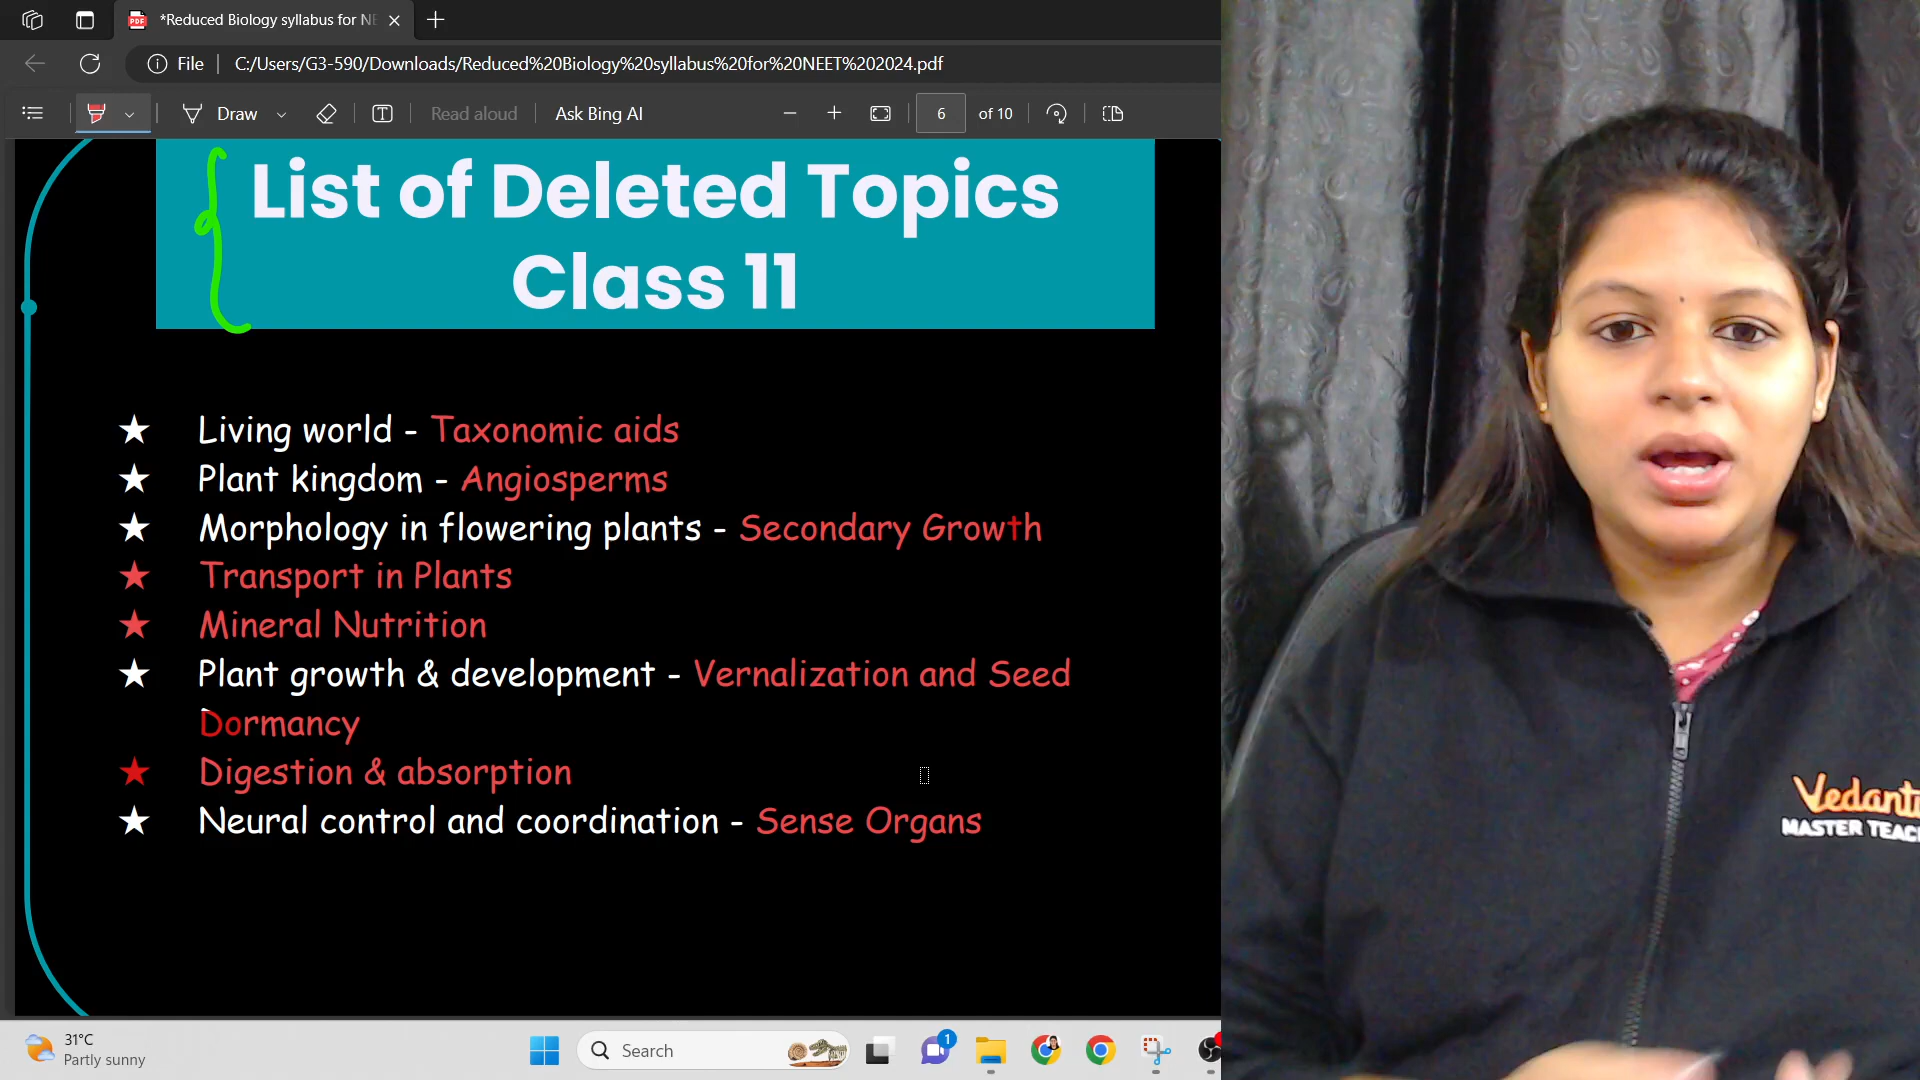 *Reduced Biology syllabus for NE
File
C:/Users/G3-590/Downloads/Reduced%20Biology%20syllabus%20for%20NEET%202024.pdf
Draw
Read aloud
Ask Bing AI
6
of 10
List of Deleted Topics
Class 11
★ Living world - Taxonomic aids
★ Plant kingdom - Angiosperms
★ Morphology in flowering plants - Secondary Growth
★ Transport in Plants
★ Mineral Nutrition
★ Plant growth & development - Vernalization and Seed
Dormancy
★ Digestion & absorption
★ Neural control and coordination - Sense Organs
Vedant
MASTER TEAC
31°C
Partly sunny
Search
1